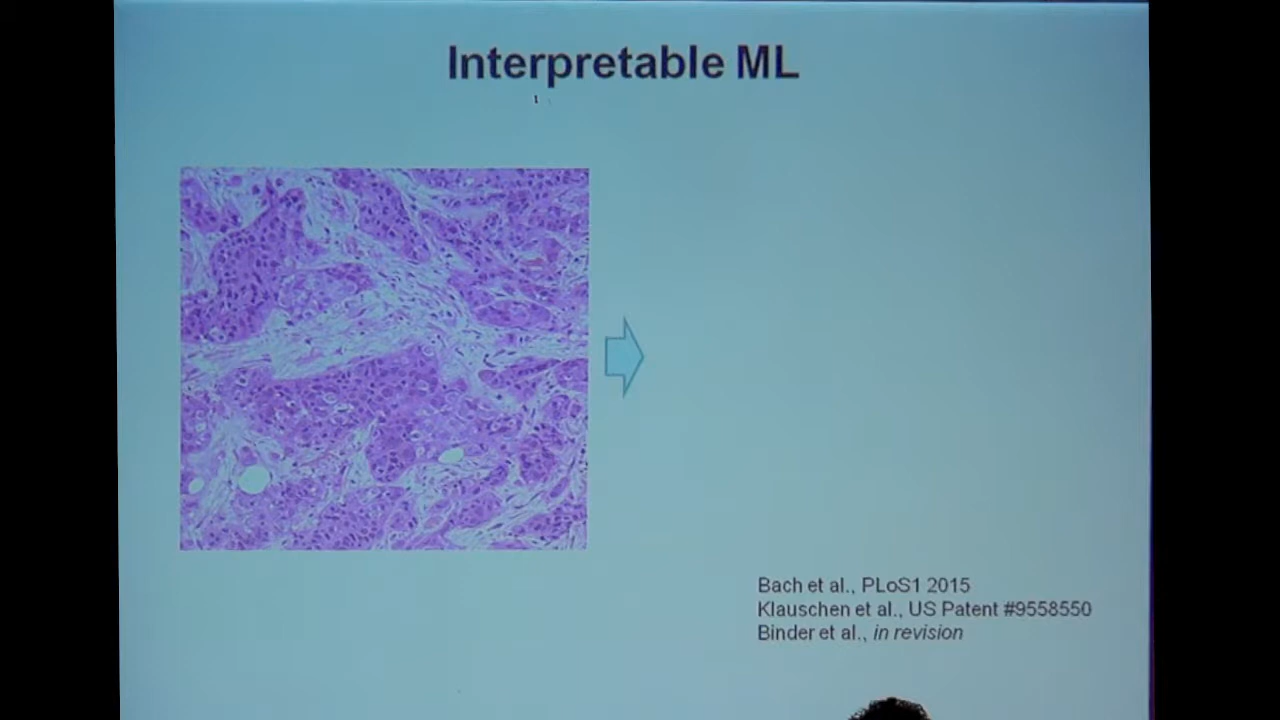 Interpretable ML
Bach et al., PLoS1 2015
Klauschen et al., US Patent #9558550
Binder et al., in revision